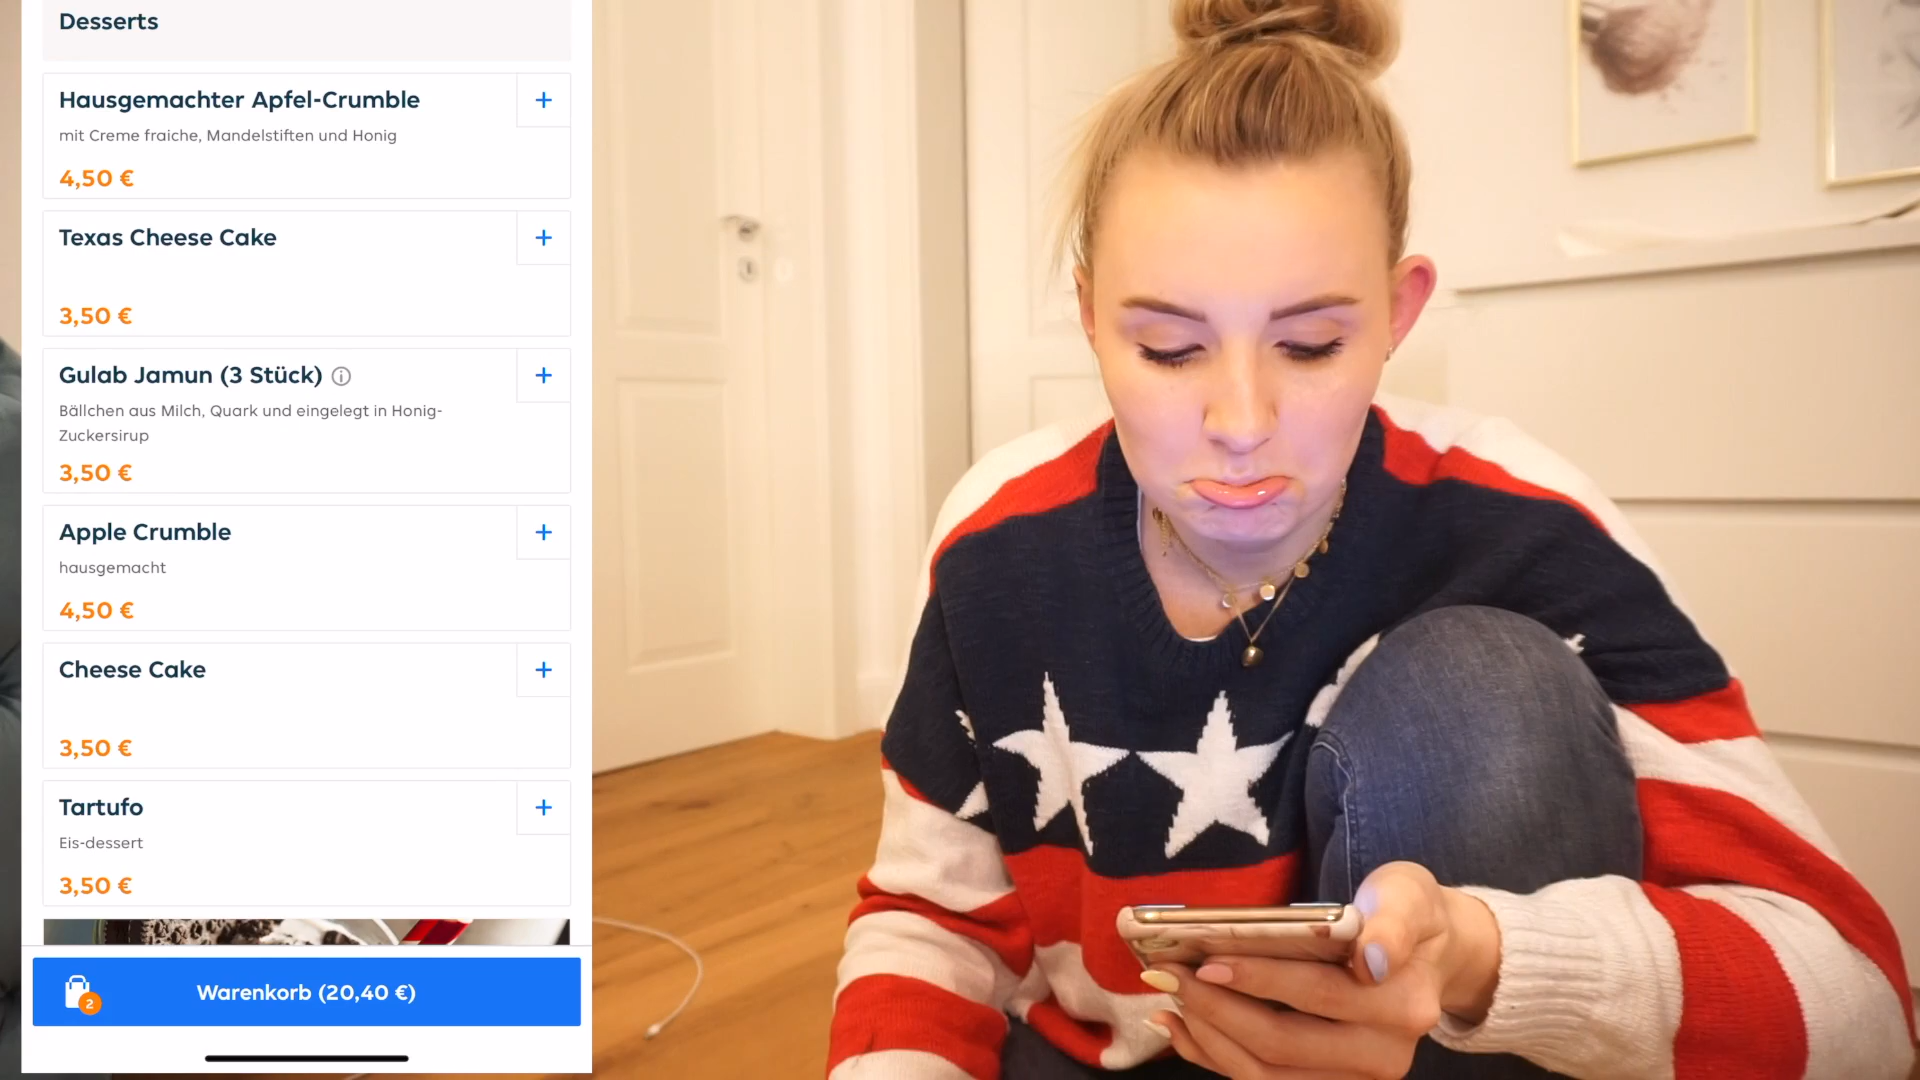 Desserts
Hausgemachter Apfel-Crumble
mit Creme fraiche, Mandelstiften und Honig
4,50 €
Texas Cheese Cake
3,50 €
Gulab Jamun (3 Stück)
Bällchen aus Milch, Quark und eingelegt in Honig-
Zuckersirup
3,50 €
Apple Crumble
hausgemacht
4,50 €
Cheese Cake
3,50 €
Tartufo
Eis-dessert
3,50 €
2
Warenkorb (20,40 €)